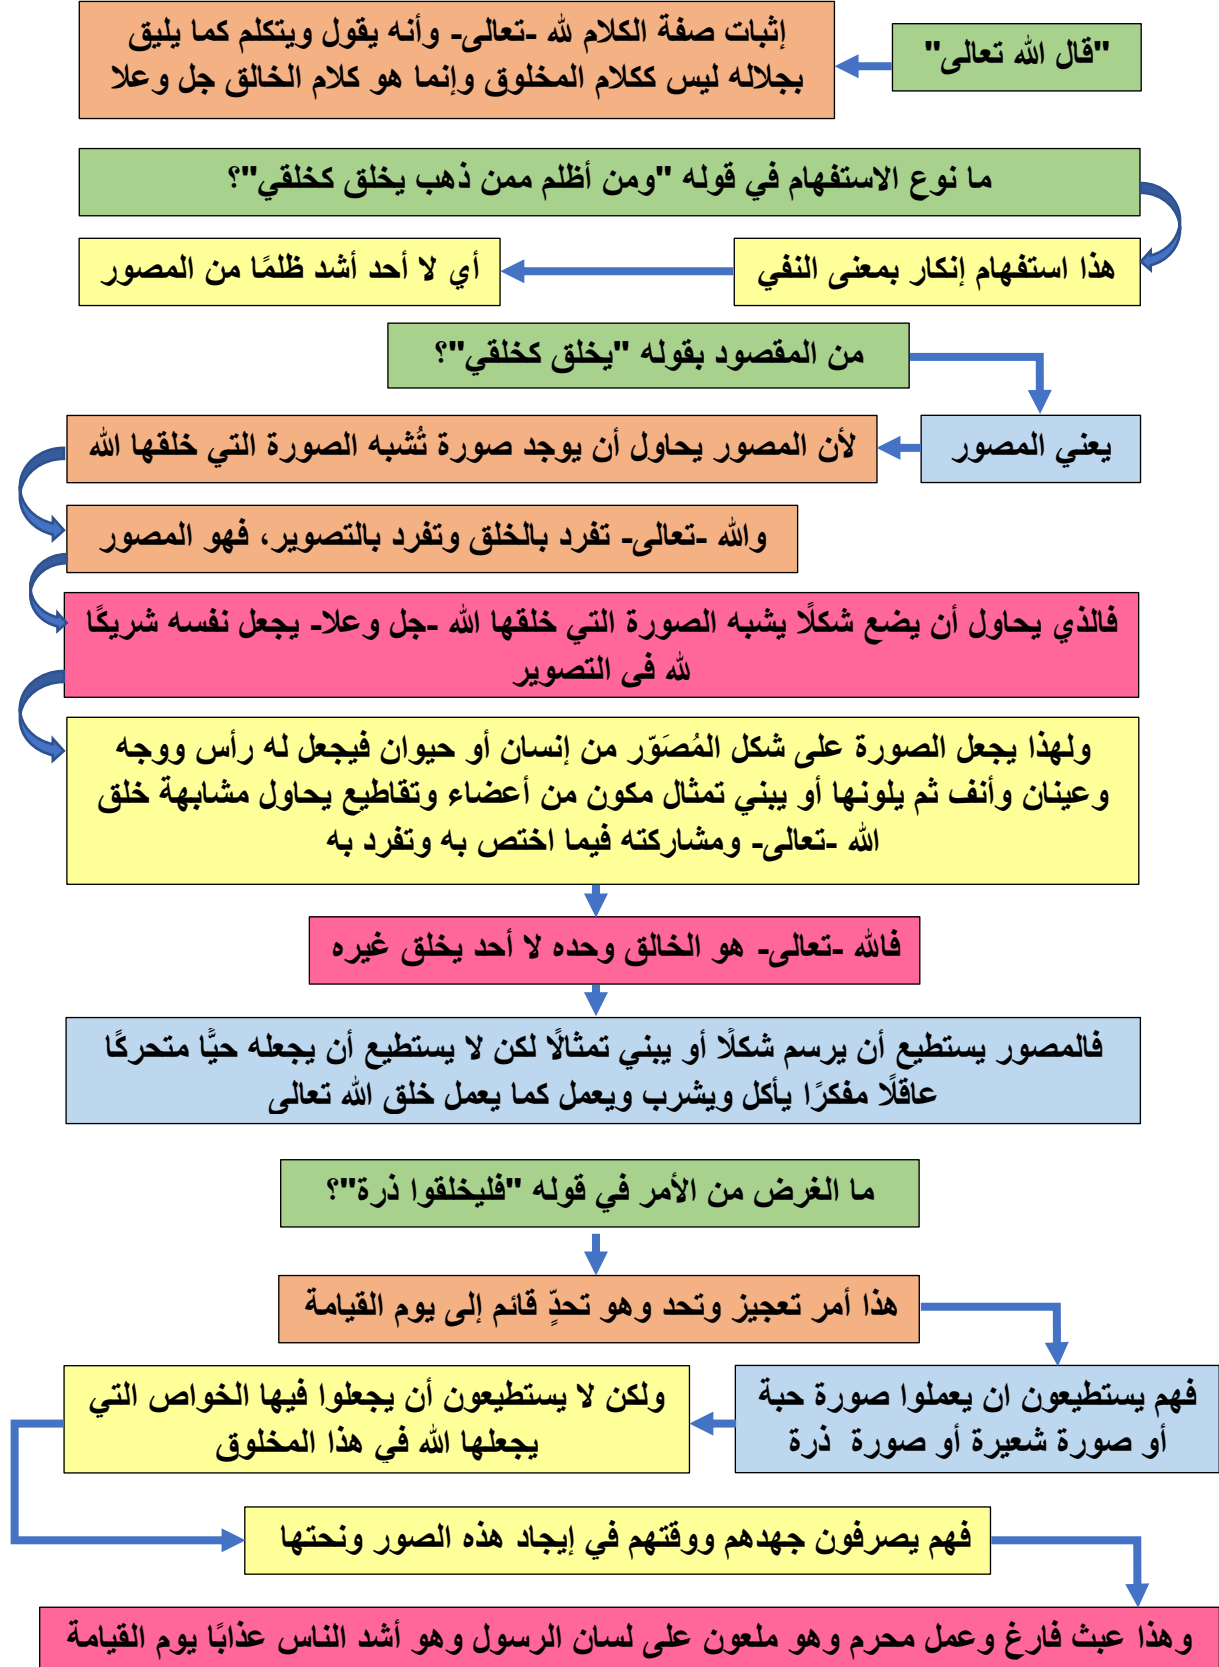 "قال الله تعالى"
إثبات صفة الكلام لله -تعالى- وأنه يقول ويتكلم كما يليق
بجلاله ليس ككلام المخلوق وإنما هو كلام الخالق جل وعلا
ما نوع الاستفهام في قوله "ومن أظلم ممن ذهب يخلق كخلقي"؟
هذا استفهام إنكار بمعنى النفي
أي لا أحد أشد ظلمًا من المصور
من المقصود بقوله "يخلق كخلقي"؟
يعني المصور
لأن المصور يحاول أن يوجد صورة تُشبه الصورة التي خلقها الله
والله -تعالى- تفرد بالخلق وتفرد بالتصوير، فهو المصور
فالذي يحاول أن يضع شكلًا يشبه الصورة التي خلقها الله -جل وعلا- يجعل نفسه شريكًا
لله في التصوير
ولهذا يجعل الصورة على شكل المُصَوّر من إنسان أو حيوان فيجعل له رأس ووجه
وعينان وأنف ثم يلونها أو يبني تمثال مكون من أعضاء وتقاطيع يحاول مشابهة خلق
الله -تعالى- ومشاركته فيما اختص به وتفرد به
فالله -تعالى- هو الخالق وحده لا أحد يخلق غيره
فالمصور يستطيع أن يرسم شكلًا أو يبني تمثالًا لكن لا يستطيع أن يجعله حيًّا متحركًا
عاقلًا مفكرًا يأكل ويشرب ويعمل كما يعمل خلق الله تعالى
ما الغرض من الأمر في قوله "فليخلقوا ذرة"؟
هذا أمر تعجيز وتحد وهو تحدٍّ قائم إلى يوم القيامة
فهم يستطيعون ان يعملوا صورة حبة
أو صورة شعيرة أو صورة ذرة
ولكن لا يستطيعون أن يجعلوا فيها الخواص التي
يجعلها الله في هذا المخلوق
فهم يصرفون جهدهم ووقتهم في إيجاد هذه الصور ونحتها
وهذا عبث فارغ وعمل محرم وهو ملعون على لسان الرسول وهو أشد الناس عذابًا يوم القيامة